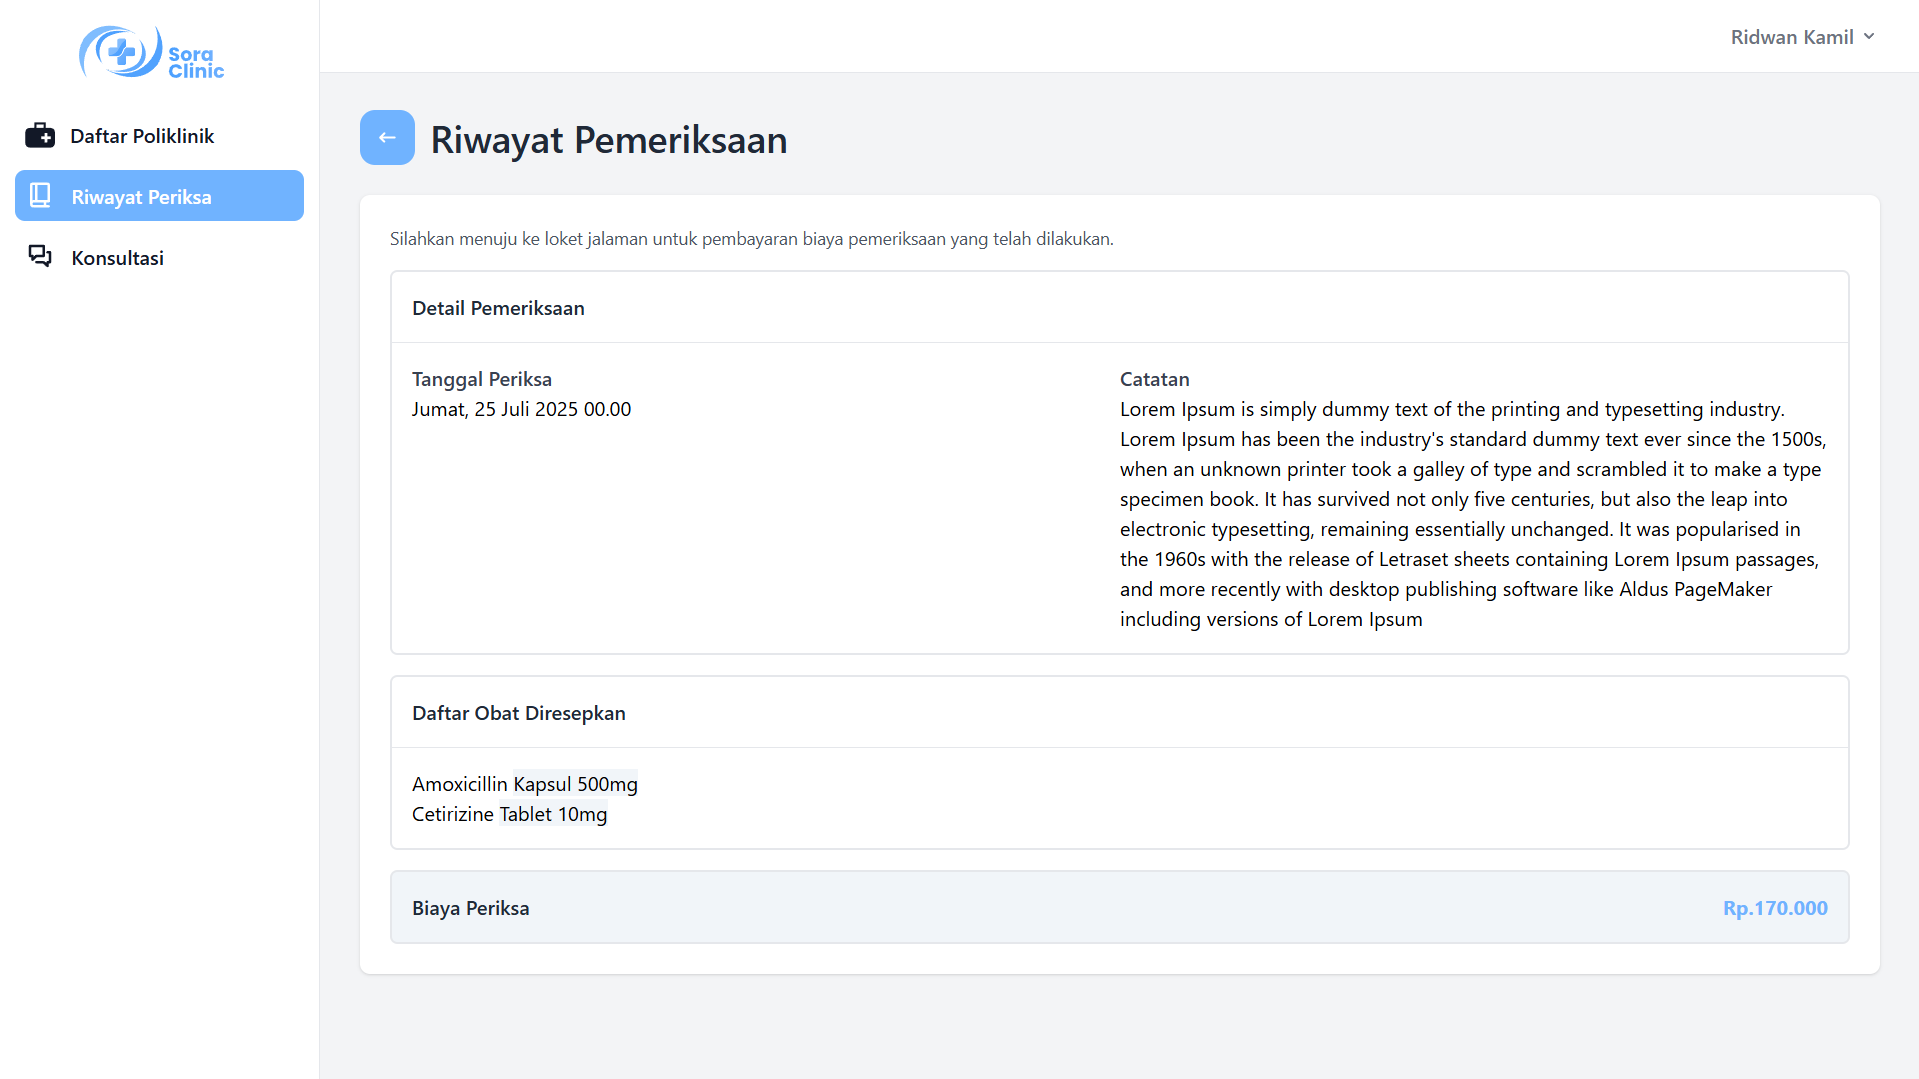 Sora
Clinic
Ridwan Kamil
Daftar Poliklinik
Riwayat Periksa
Konsultasi
Riwayat Pemeriksaan
Silahkan menuju ke loket jalaman untuk pembayaran biaya pemeriksaan yang telah dilakukan.
Detail Pemeriksaan
Tanggal Periksa
Jumat, 25 Juli 2025 00.00
Catatan
Lorem Ipsum is simply dummy text of the printing and typesetting industry.
Lorem Ipsum has been the industry's standard dummy text ever since the 1500s,
when an unknown printer took a galley of type and scrambled it to make a type
specimen book. It has survived not only five centuries, but also the leap into
electronic typesetting, remaining essentially unchanged. It was popularised in
the 1960s with the release of Letraset sheets containing Lorem Ipsum passages,
and more recently with desktop publishing software like Aldus PageMaker
including versions of Lorem Ipsum
Daftar Obat Diresepkan
Amoxicillin Kapsul 500mg
Cetirizine Tablet 10mg
Biaya Periksa
Rp.170.000